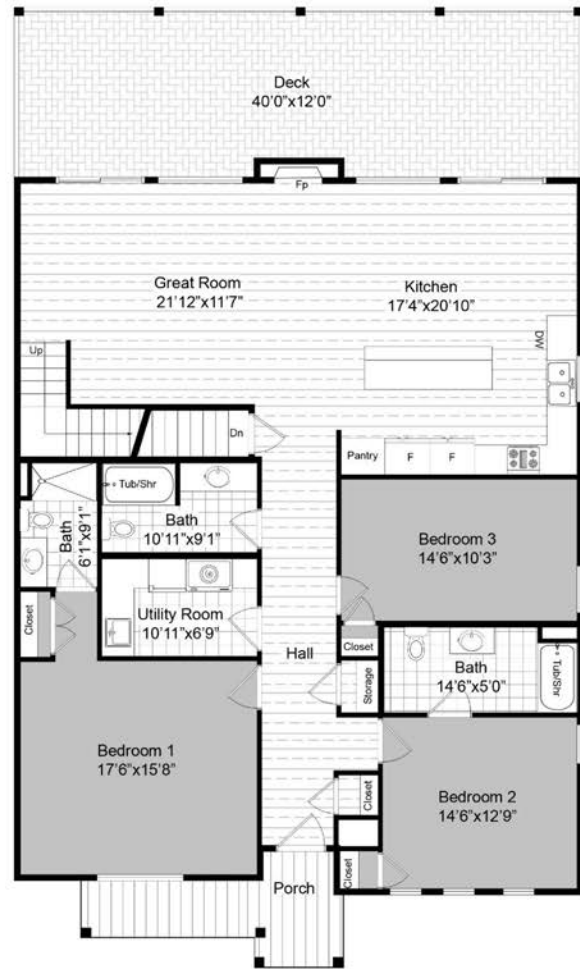 Deck
40'0"x12'0"
Fp
Great Room
21'12"x11'7"
Kitchen
17'4"x20'10"
DW
Up
Dn
Pantry
F
F
Tub/Shr
Bath
10'11"x9'1"
Bath
6'1"x9'1"
Bedroom 3
14'6"x10'3"
Utility Room
10'11"x6'9"
Closet
Hall
Closet
Bath
14'6"x5'0"
Tub/Shr
Storage
Bedroom 1
17'6"x15'8"
Closet
Bedroom 2
14'6"x12'9"
Closet
Porch